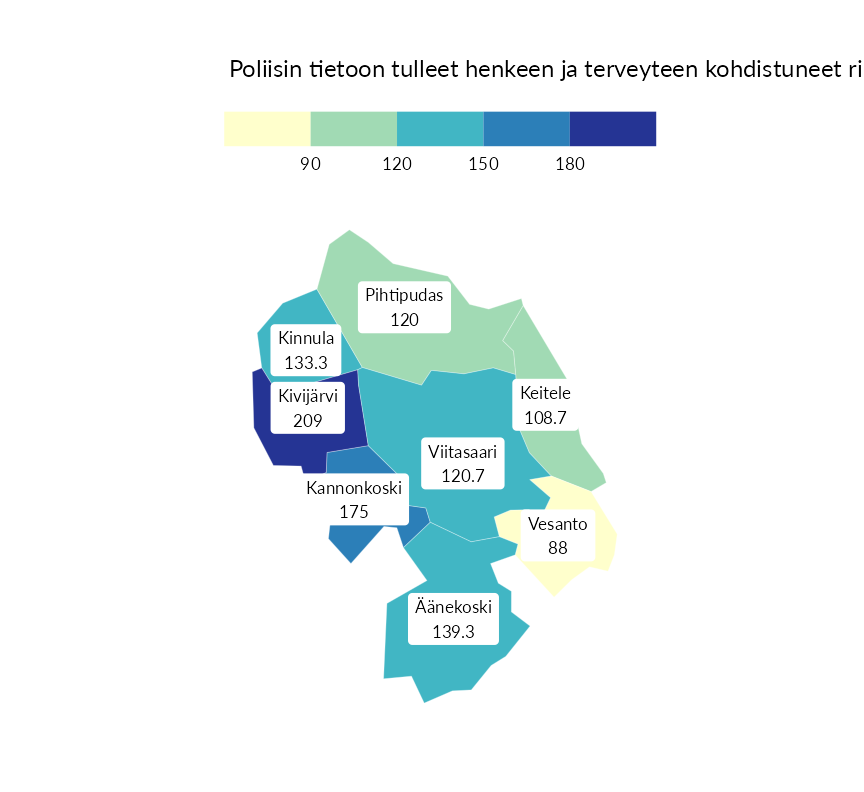 Poliisin tietoon tulleet henkeen ja terveyteen kohdistuneet ri
90 120 150 180
Pihtipudas
120
Kinnula
133.3
Kivijärvi
209
Keitele
108.7
Viitasaari
120.7
Kannonkoski
175
Vesanto
88
Äänekoski
139.3